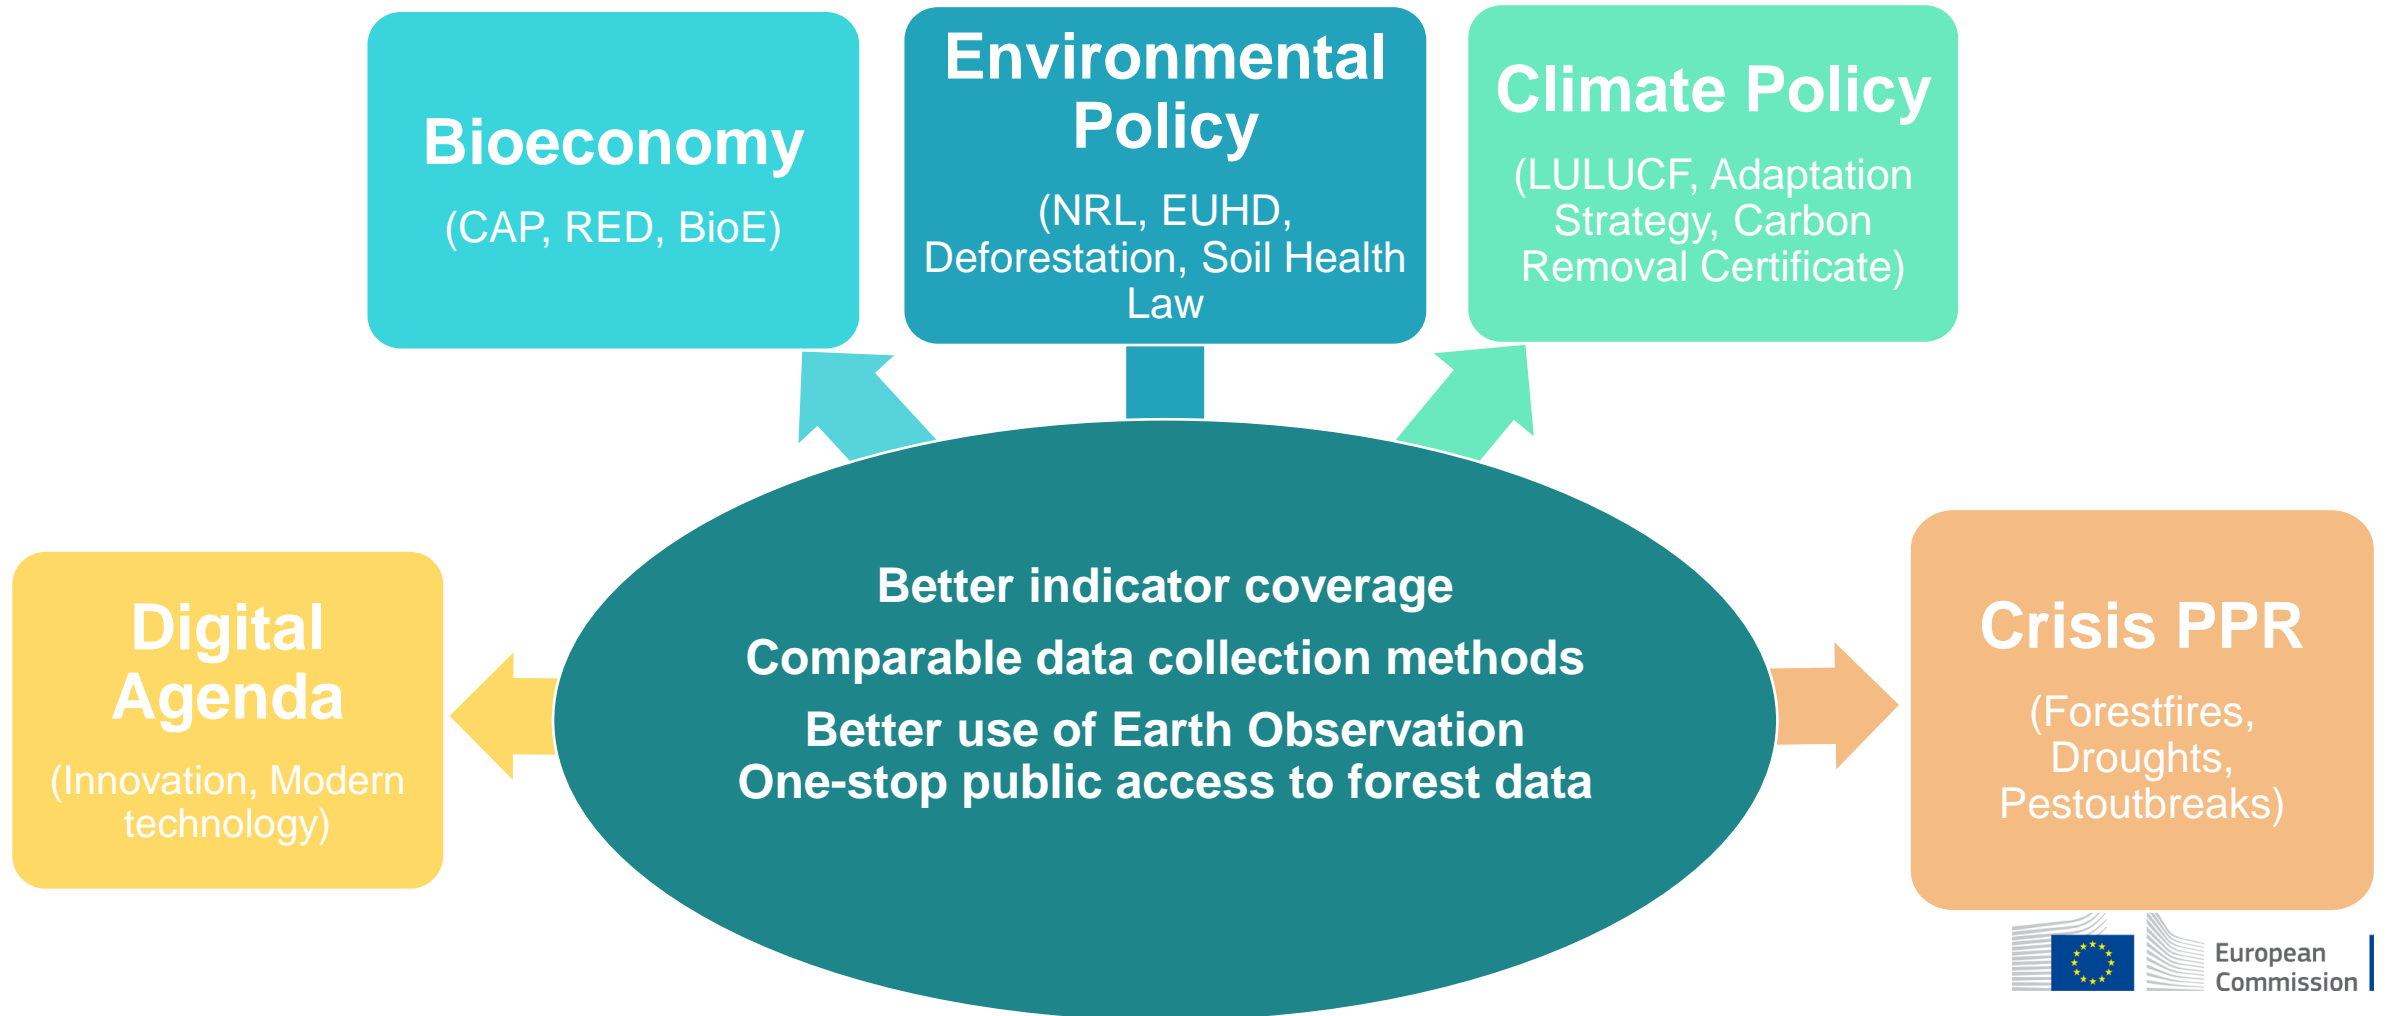 Bioeconomy
(CAP, RED, BioE)
Environmental
Policy
(NRL, EUHD,
Deforestation, Soil Health
Law
Climate Policy
(LULUCF, Adaptation
Strategy, Carbon
Removal Certificate)
Digital
Agenda
(Innovation, Modern
technology)
Better indicator coverage
Comparable data collection methods
Better use of Earth Observation
One-stop public access to forest data
Crisis PPR
(Forestfires,
Droughts,
Pestoutbreaks)
European
Commission